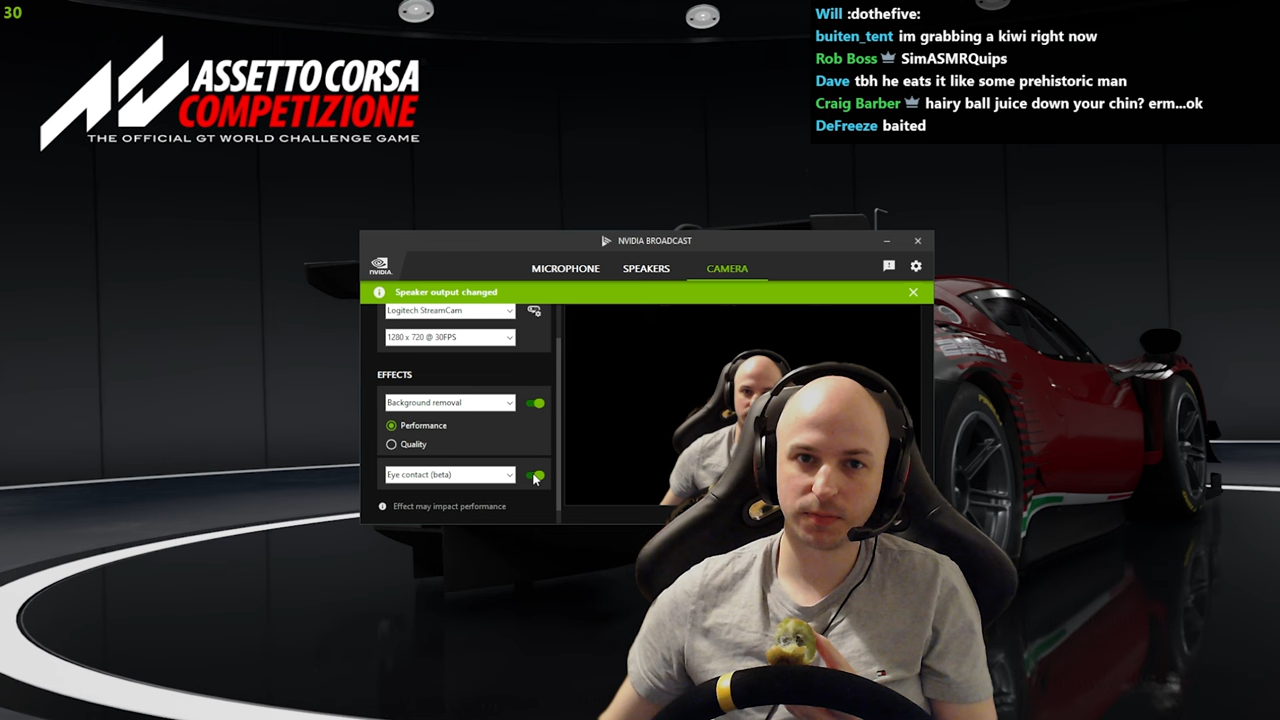 30
ASSETTO CORSA
COMPETIZIONE
THE OFFICIAL GT WORLD CHALLENGE GAME
Will :dothefive:
buiten_tent im grabbing a kiwi right now
Rob Boss SimASMRQuips
Dave tbh he eats it like some prehistoric man
Craig Barber hairy ball juice down your chin? erm...ok
DeFreeze baited
NVIDIA BROADCAST
NVIDIA.
MICROPHONE SPEAKERS CAMERA
Speaker output changed
Logitech StreamCam
1280 x 720 @ 30FPS
EFFECTS
Background removal
Performance
Quality
Eye contact (beta)
Effect may impact performance